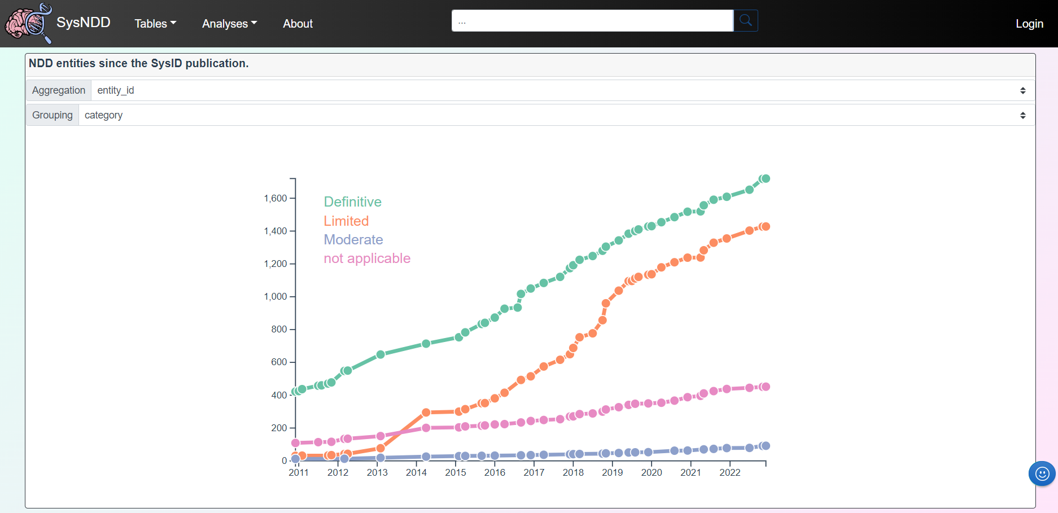 SysNDD Tables Analyses About ... Login
NDD entities since the SysID publication.
Aggregation entity_id
Grouping category
Definitive
Limited
Moderate
not applicable
1,600
1,400
1,200
1,000
800
600
400
200
0
2011 2012 2013 2014 2015 2016 2017 2018 2019 2020 2021 2022